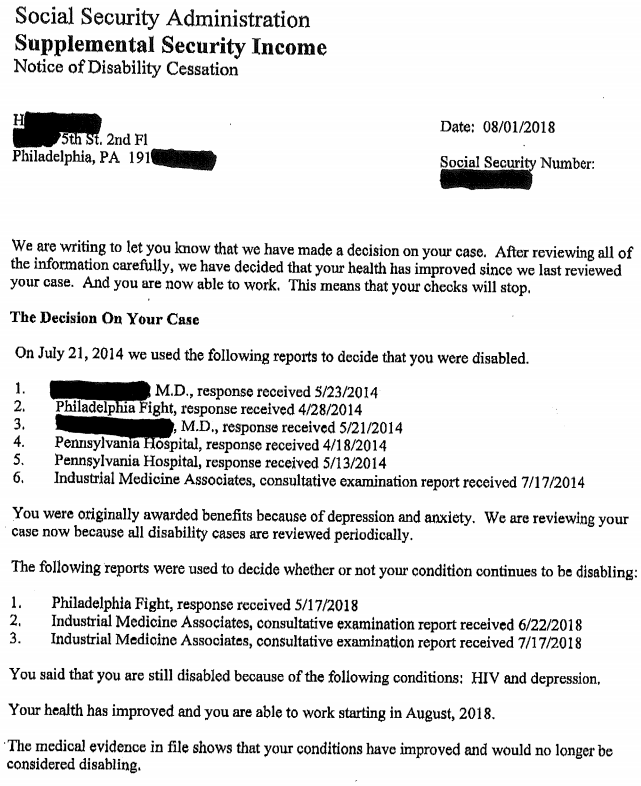 Social Security Administration
Supplemental Security Income
Notice of Disability Cessation
H
5th St. 2nd Fl
Philadelphia, PA 191
Date: 08/01/2018
Social Security Number:
We are writing to let you know that we have made a decision on your case. After reviewing all of
the information carefully, we have decided that your health has improved since we last reviewed
your case. And you are now able to work. This means that your checks will stop.
The Decision On Your Case
On July 21, 2014 we used the following reports to decide that you were disabled.
1. M.D., response received 5/23/2014
2. Philadelphia Fight, response received 4/28/2014
3. , M.D., response received 5/21/2014
4. Pennsylvania Hospital, response received 4/18/2014
5. Pennsylvania Hospital, response received 5/13/2014
6. Industrial Medicine Associates, consultative examination report received 7/17/2014
You were originally awarded benefits because of depression and anxiety. We are reviewing your
case now because all disability cases are reviewed periodically.
The following reports were used to decide whether or not your condition continues to be disabling:
1. Philadelphia Fight, response received 5/17/2018
2. Industrial Medicine Associates, consultative examination report received 6/22/2018
3. Industrial Medicine Associates, consultative examination report received 7/17/2018
You said that you are still disabled because of the following conditions: HIV and depression.
Your health has improved and you are able to work starting in August, 2018.
The medical evidence in file shows that your conditions have improved and would no longer be
considered disabling.